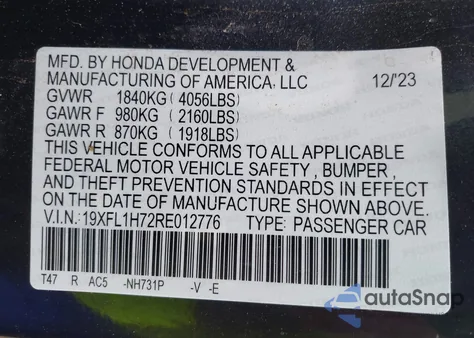 MFD. BY HONDA DEVELOPMENT &
MANUFACTURING OF AMERICA, LLC 12/'23
GVWR 1840KG ( 4056LBS)
GAWR F 980KG ( 2160LBS)
GAWR R 870KG ( 1918LBS)
THIS VEHICLE CONFORMS TO ALL APPLICABLE
FEDERAL MOTOR VEHICLE SAFETY , BUMPER ,
AND THEFT PREVENTION STANDARDS IN EFFECT
ON THE DATE OF MANUFACTURE SHOWN ABOVE.
V.I.N.:19XFL1H72RE012776 TYPE: PASSENGER CAR
T47 R AC5 -NH731P -V -E
autaSnap